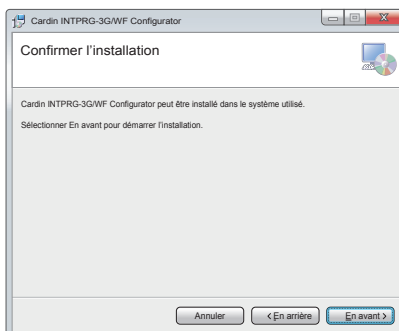 Cardin INTPRG-3G/WF Configurator
Confirmer l'installation
Cardin INTPRG-3G/WF Configurator peut être installé dans le système utilisé.
Sélectionner En avant pour démarrer l'installation.
Annuler
< En arrière
En avant >